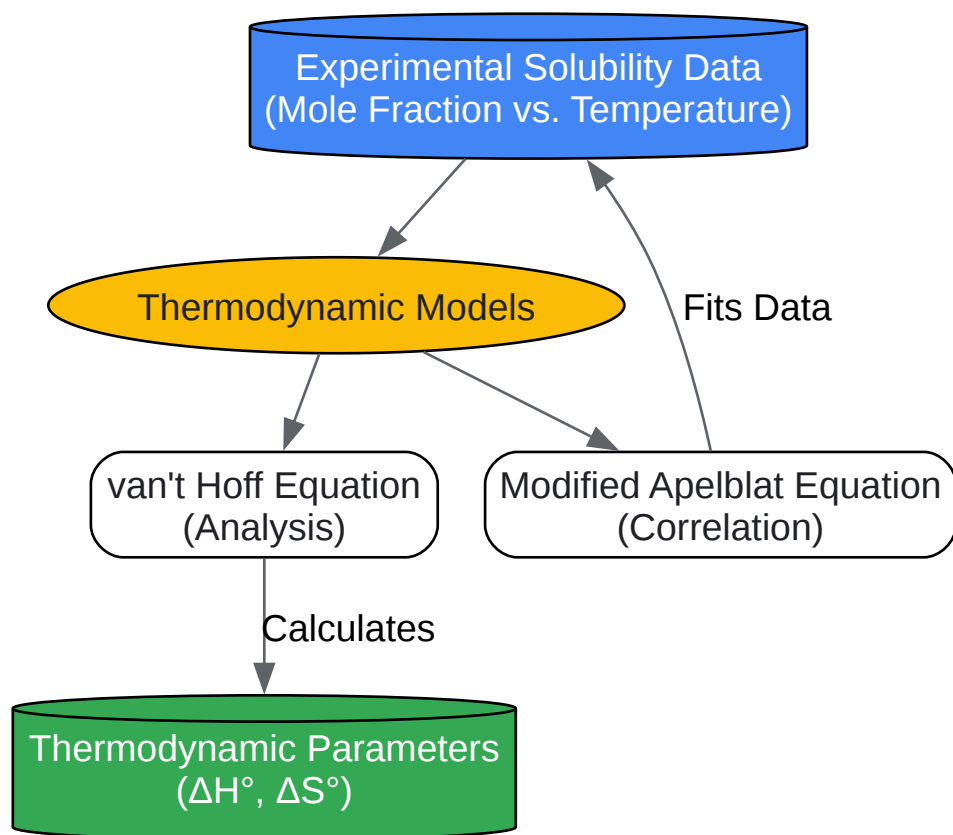 Experimental Solubility Data
(Mole Fraction vs. Temperature)
Thermodynamic Models
Fits Data
van't Hoff Equation
(Analysis)
Modified Apelblat Equation
(Correlation)
Calculates
Thermodynamic Parameters
(ΔH°, ΔS°)